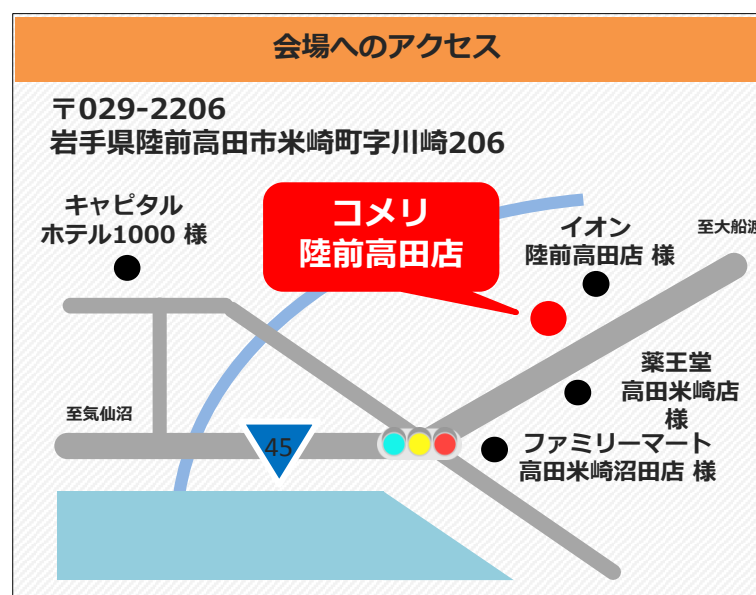 会場へのアクセス
〒029-2206
岩手県陸前高田市米崎町字川崎206
キャピタル
ホテル1000 様
コメリ
陸前高田店
イオン
陸前高田店 様
至大船渡
薬王堂
高田米崎店
様
至気仙沼
45
ファミリーマート
高田米崎沼田店 様